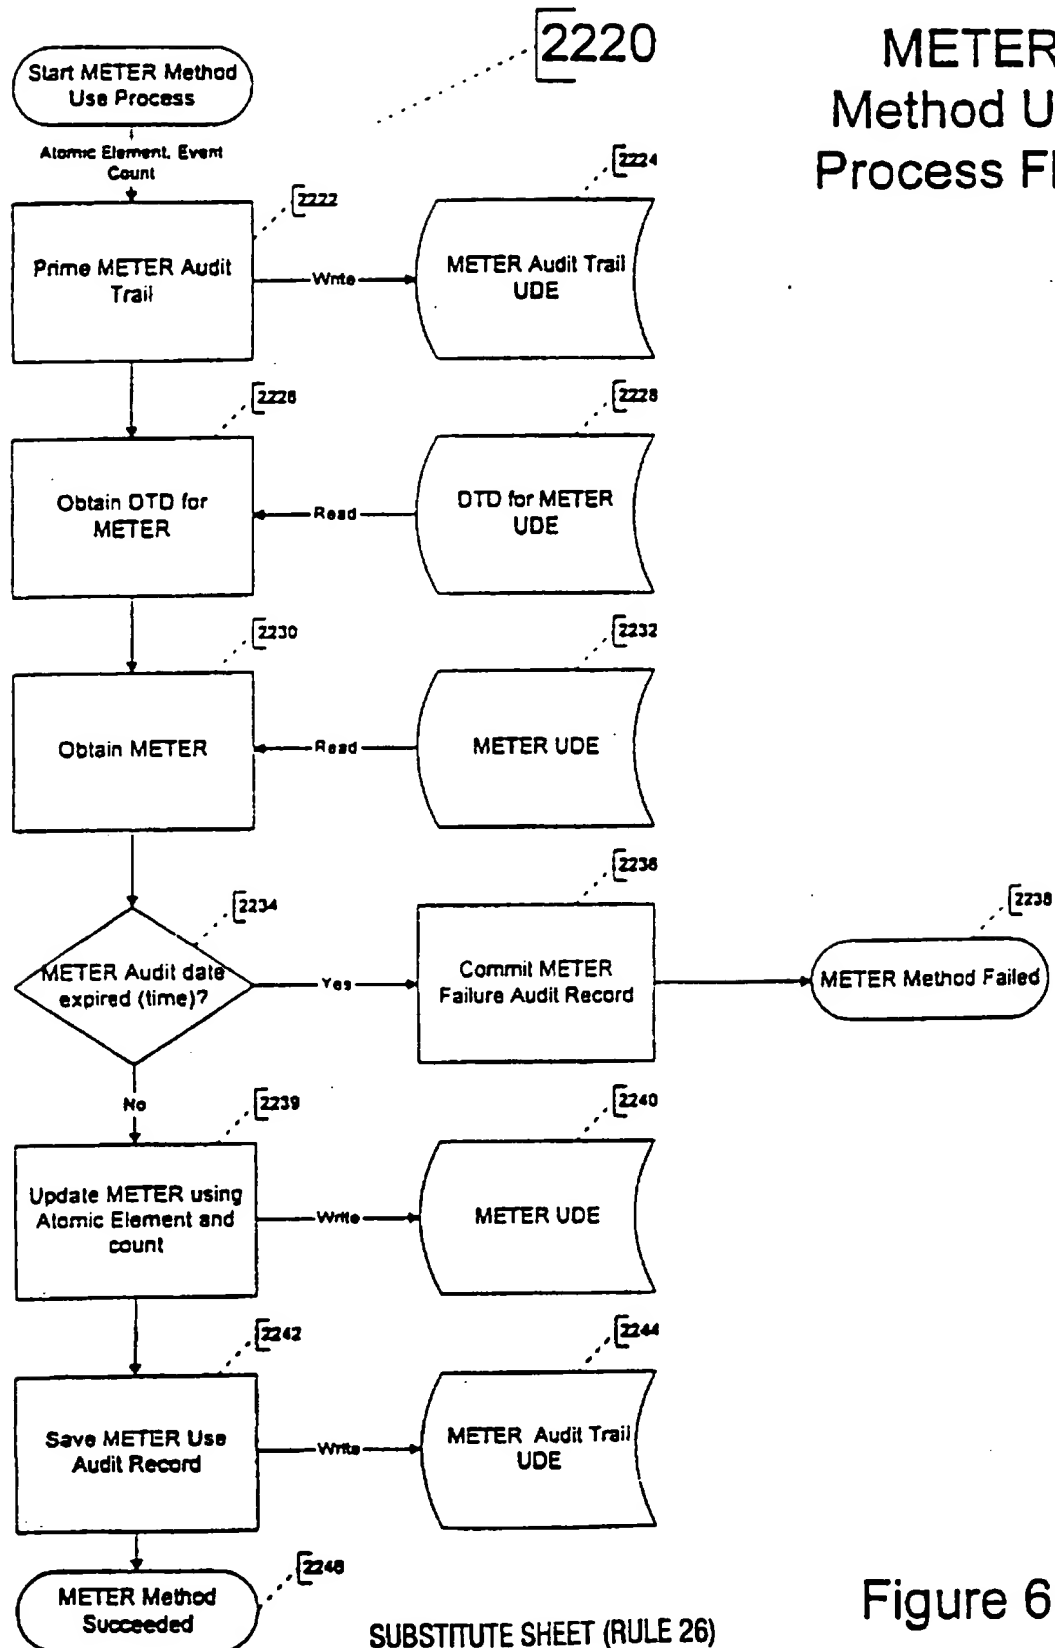 2220
METER
Method U
Process Fl
Start METER Method
Use Process
Atomic Element, Event
Count
2222
2224
Prime METER Audit
Trail
Write
METER Audit Trail
UDE
2226
2228
Obtain DTD for
METER
Read
DTD for METER
UDE
2230
2232
Obtain METER
Read
METER UDE
2234
2236
2238
METER Audit date
expired (time)?
Yes
Commit METER
Failure Audit Record
METER Method Failed
No
2239
2240
Update METER using
Atomic Element and
count
Write
METER UDE
2242
2244
Save METER Use
Audit Record
Write
METER Audit Trail
UDE
2246
METER Method
Succeeded
SUBSTITUTE SHEET (RULE 26)
Figure 6